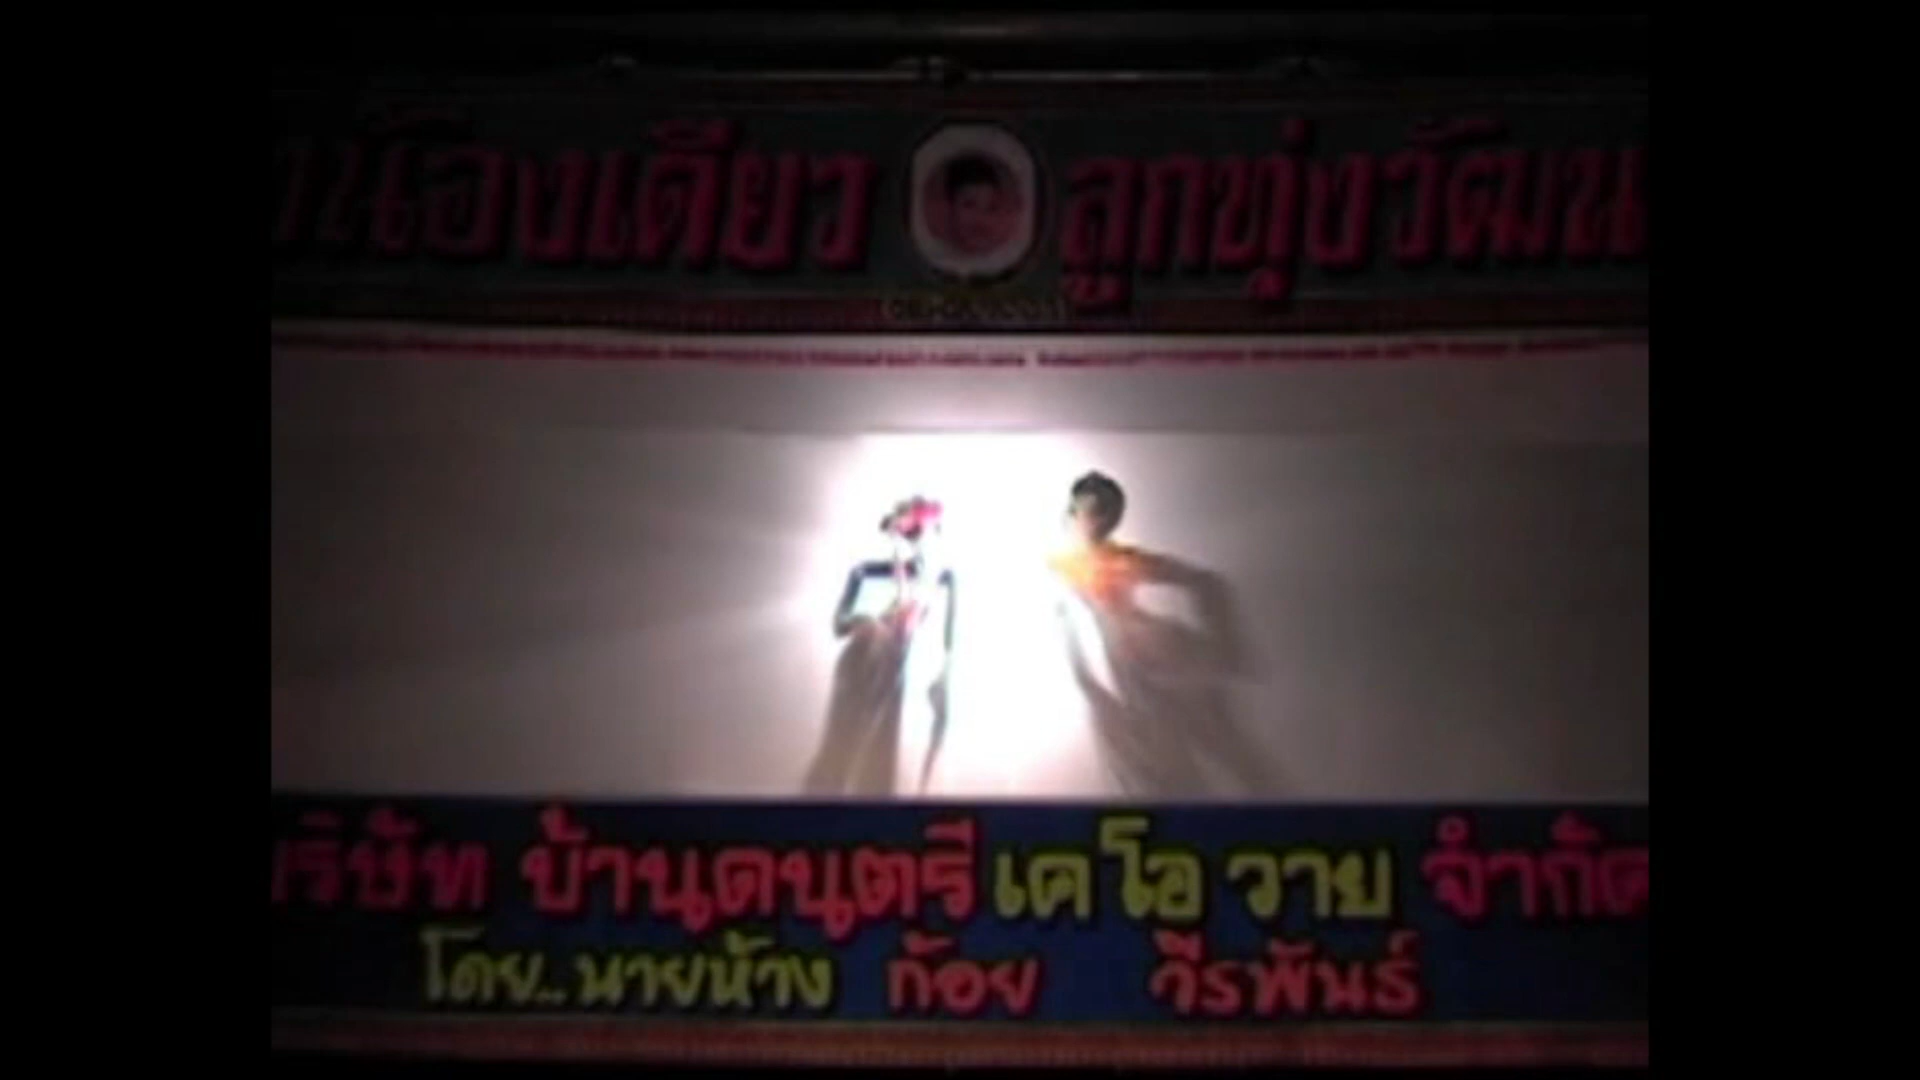 น้องเดียว ลูกทุ่งวัฒน
บริษัท บ้านดนตรี เค โอ วาย จำกัด
โดย..นายห้าง ก้อย วีรพันธ์